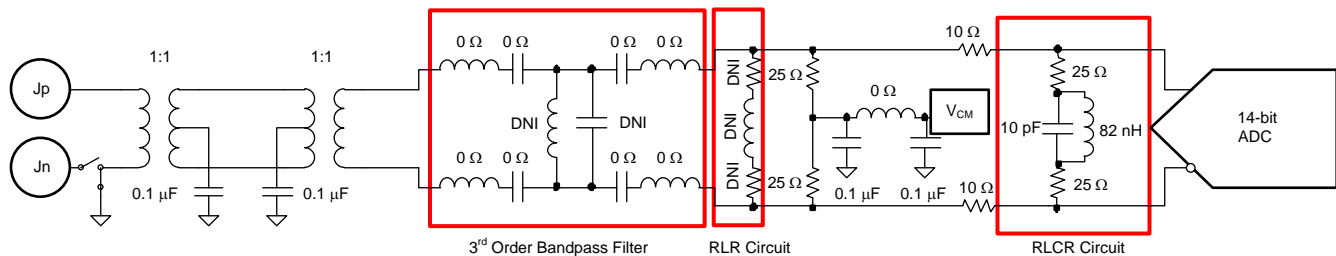 Jp
Jn
1:1
1:1
0.1 μF
0.1 μF
0 Ω
0 Ω
0 Ω
0 Ω
DNI
DNI
0 Ω
0 Ω
0 Ω
0 Ω
3rd Order Bandpass Filter
DNI
DNI
DNI
RLR Circuit
25 Ω
25 Ω
0 Ω
VCM
0.1 μF
0.1 μF
10 Ω
10 Ω
25 Ω
10 pF
82 nH
25 Ω
RLCR Circuit
14-bit
ADC